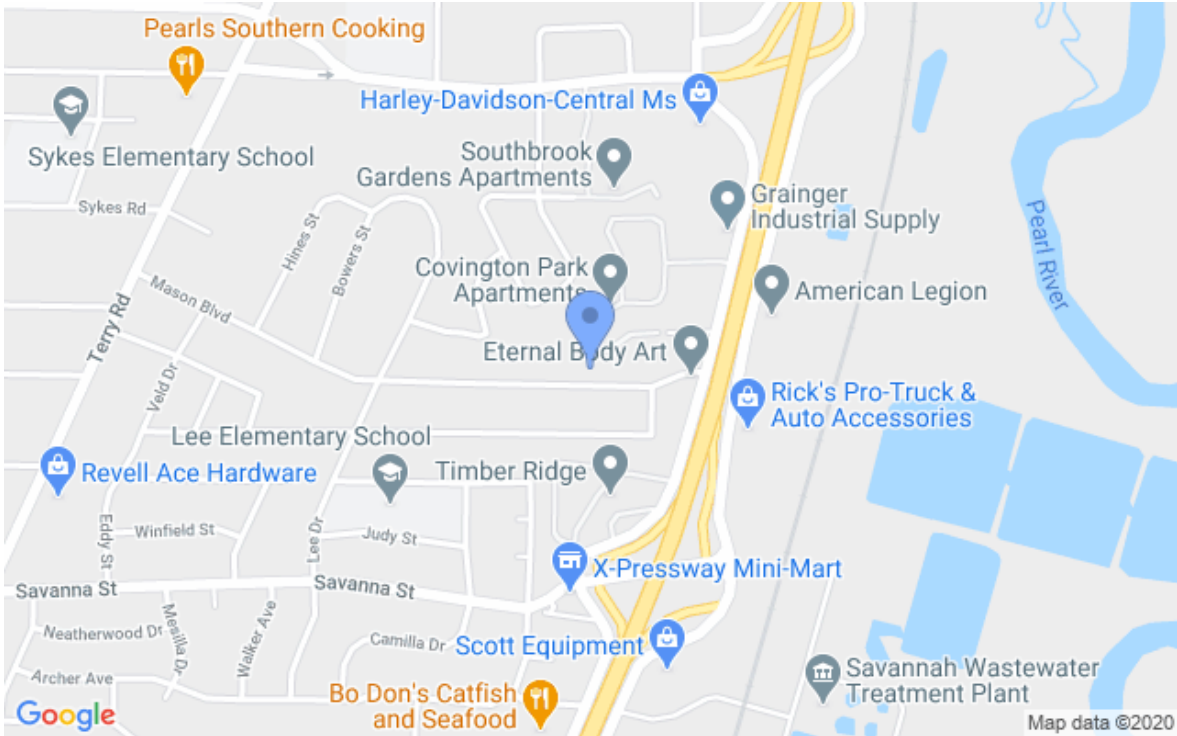 Pearls Southern Cooking
Harley-Davidson-Central Ms
Sykes Elementary School
Southbrook
Gardens Apartments
Grainger
Industrial Supply
Sykes Rd
Hines St
Bowers St
Pearl River
Mason Blvd
Covington Park
Apartments
American Legion
Terry Rd
Eternal Body Art
Veld Dr
Rick's Pro-Truck &
Auto Accessories
Lee Elementary School
Revell Ace Hardware
Timber Ridge
Eddy St
Winfield St
Lee Dr
Judy St
X-Pressway Mini-Mart
Savanna St
Savanna St
Neatherwood Dr
Mesilla Dr
Walker Ave
Camilla Dr
Scott Equipment
Archer Ave
Savannah Wastewater
Treatment Plant
Bo Don's Catfish
and Seafood
Google
Map data ©2020